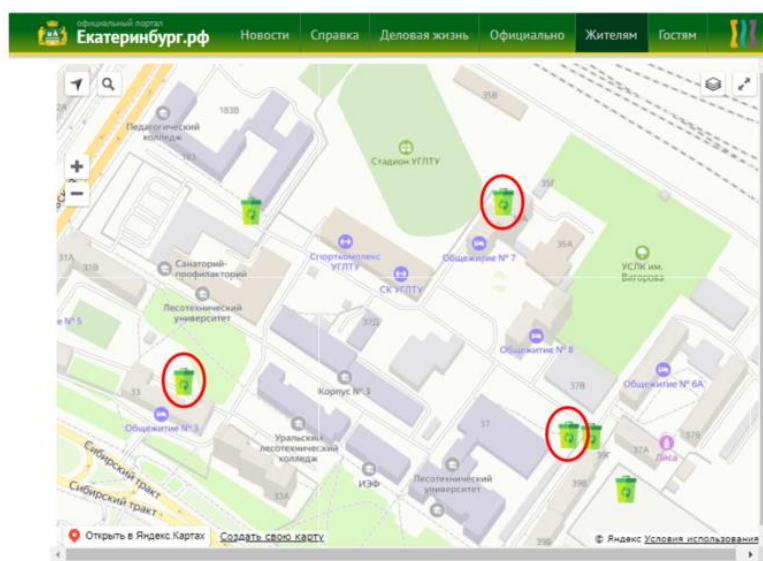 официальный портал
Екатеринбург.рф
Новости
Справка
Деловая жизнь
Официально
Жителям
Гостям
35В
183В
Педагогический
колледж
183
Стадион УГЛТУ
35Г
35А
УСЛК им.
Вигорова
Общежитие № 7
Спорткомплекс
УГЛТУ
СК УГЛТУ
31А
31В
Санаторий-
профилакторий
Лесотехнический
университет
е № 5
37Д
Общежитие № 8
33
Общежитие № 3
Корпус № 3
37В
Общежитие № 6А
Уральский
лесотехнический
колледж
37
37А
39Г
Лиса
Сибирский тракт
Сибирский тракт
33А
ИЭФ
Лесотехнический
университет
39В
39Б
Открыть в Яндекс.Картах
Создать свою карту
© Яндекс Условия использования